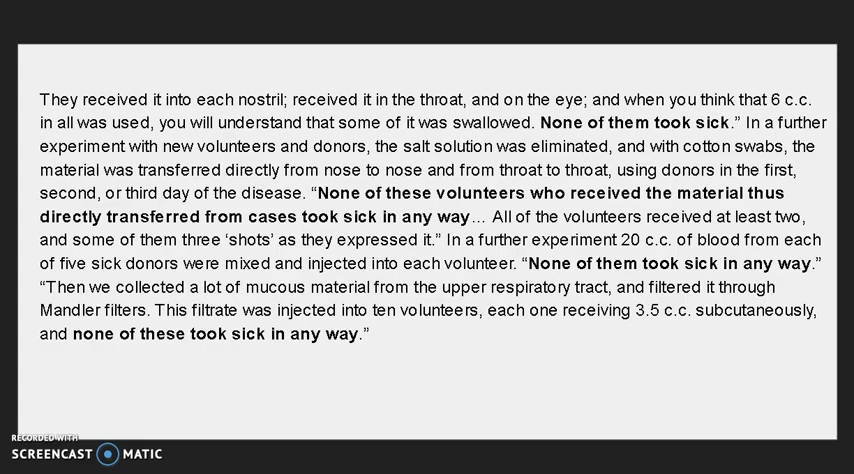 They received it into each nostril; received it in the throat, and on the eye; and when you think that 6 c.c.
in all was used, you will understand that some of it was swallowed. None of them took sick.” In a further
experiment with new volunteers and donors, the salt solution was eliminated, and with cotton swabs, the
material was transferred directly from nose to nose and from throat to throat, using donors in the first,
second, or third day of the disease. “None of these volunteers who received the material thus
directly transferred from cases took sick in any way… All of the volunteers received at least two,
and some of them three ‘shots’ as they expressed it.” In a further experiment 20 c.c. of blood from each
of five sick donors were mixed and injected into each volunteer. “None of them took sick in any way.”
“Then we collected a lot of mucous material from the upper respiratory tract, and filtered it through
Mandler filters. This filtrate was injected into ten volunteers, each one receiving 3.5 c.c. subcutaneously,
and none of these took sick in any way.”
RECORDED WITH
SCREENCAST MATIC